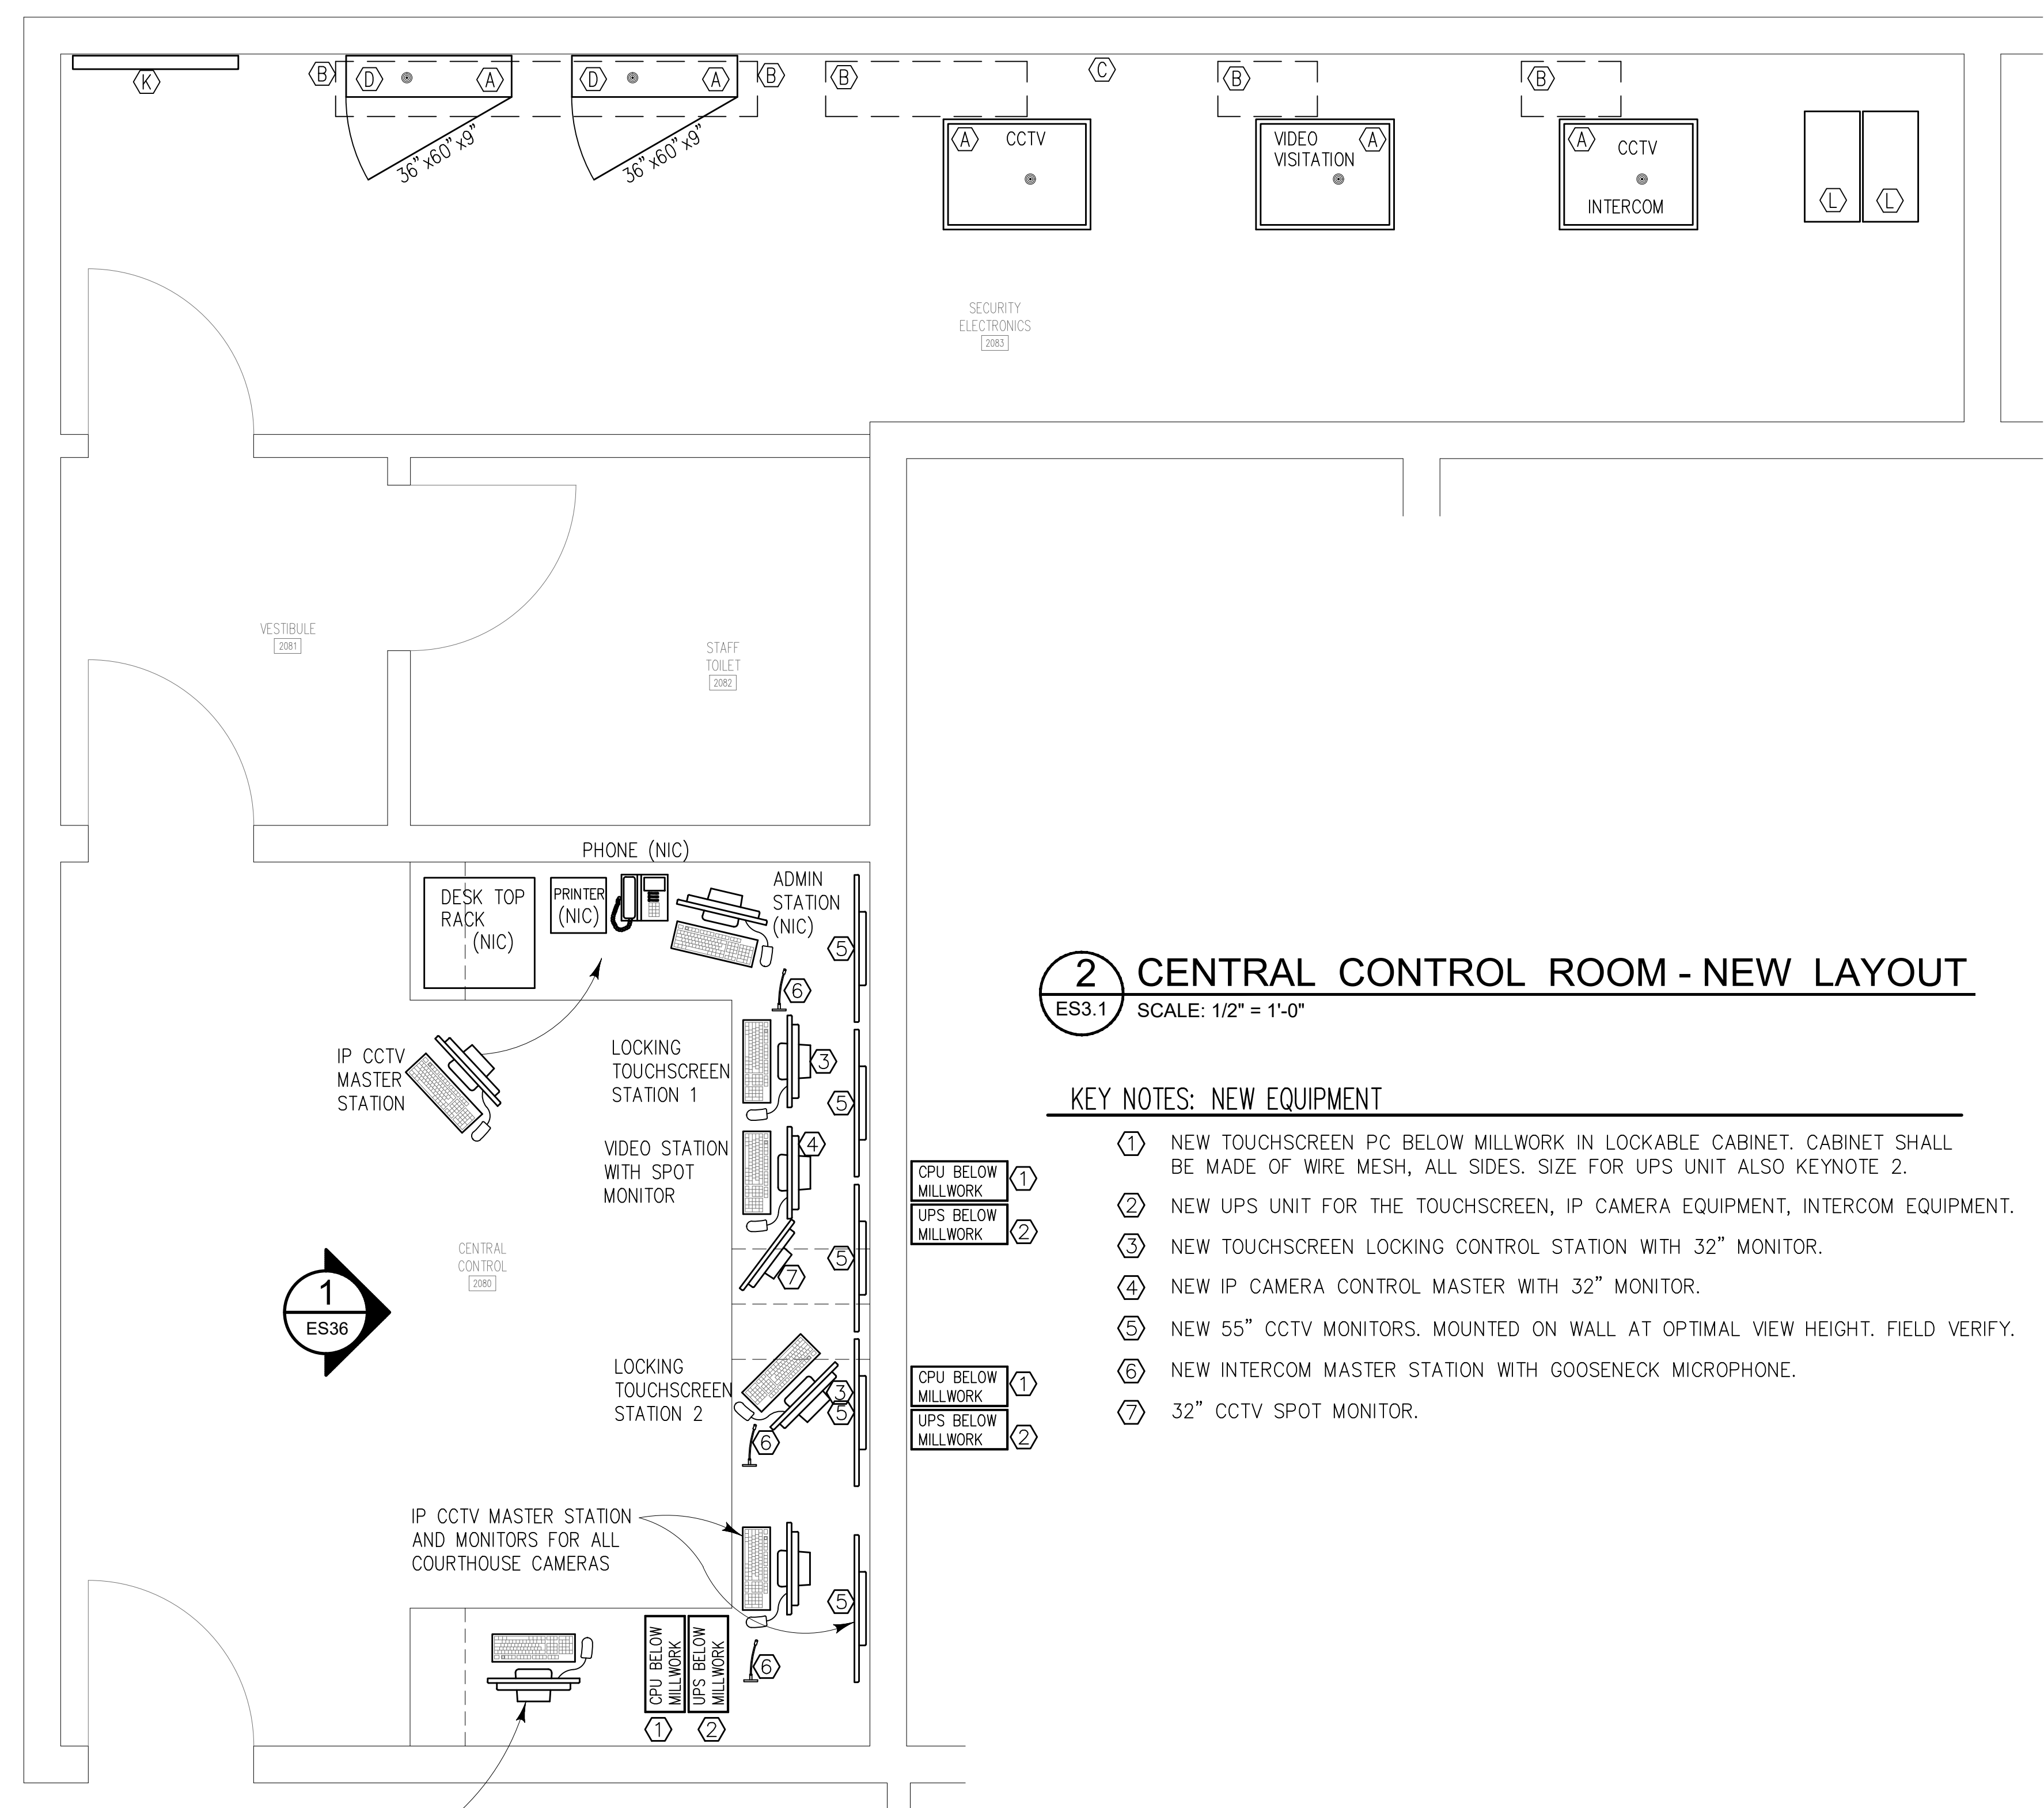 K
B
D
A
D
A
B
B
C
B
B
36”x60”x9”
36”x60”x9”
A
CCTV
VIDEO
VISITATION
A
A
CCTV
INTERCOM
L
L
SECURITY
ELECTRONICS
2083
VESTIBULE
2081
STAFF
TOILET
2082
PHONE (NIC)
DESK TOP
RACK
(NIC)
PRINTER
(NIC)
ADMIN
STATION
(NIC)
5
6
IP CCTV
MASTER
STATION
LOCKING
TOUCHSCREEN
STATION 1
3
5
VIDEO STATION
WITH SPOT
MONITOR
4
5
7
CENTRAL
CONTROL
2080
1
ES36
LOCKING
TOUCHSCREEN
STATION 2
3
5
6
IP CCTV MASTER STATION
AND MONITORS FOR ALL
COURTHOUSE CAMERAS
5
6
CPU BELOW
MILLWORK
UPS BELOW
MILLWORK
1
2
CPU BELOW
MILLWORK
1
UPS BELOW
MILLWORK
2
CPU BELOW
MILLWORK
1
UPS BELOW
MILLWORK
2
2
ES3.1
CENTRAL CONTROL ROOM - NEW LAYOUT
SCALE: 1/2" = 1'-0"
KEY NOTES: NEW EQUIPMENT
1 NEW TOUCHSCREEN PC BELOW MILLWORK IN LOCKABLE CABINET. CABINET SHALL
BE MADE OF WIRE MESH, ALL SIDES. SIZE FOR UPS UNIT ALSO KEYNOTE 2.
2 NEW UPS UNIT FOR THE TOUCHSCREEN, IP CAMERA EQUIPMENT, INTERCOM EQUIPMENT.
3 NEW TOUCHSCREEN LOCKING CONTROL STATION WITH 32” MONITOR.
4 NEW IP CAMERA CONTROL MASTER WITH 32” MONITOR.
5 NEW 55” CCTV MONITORS. MOUNTED ON WALL AT OPTIMAL VIEW HEIGHT. FIELD VERIFY.
6 NEW INTERCOM MASTER STATION WITH GOOSENECK MICROPHONE.
7 32” CCTV SPOT MONITOR.